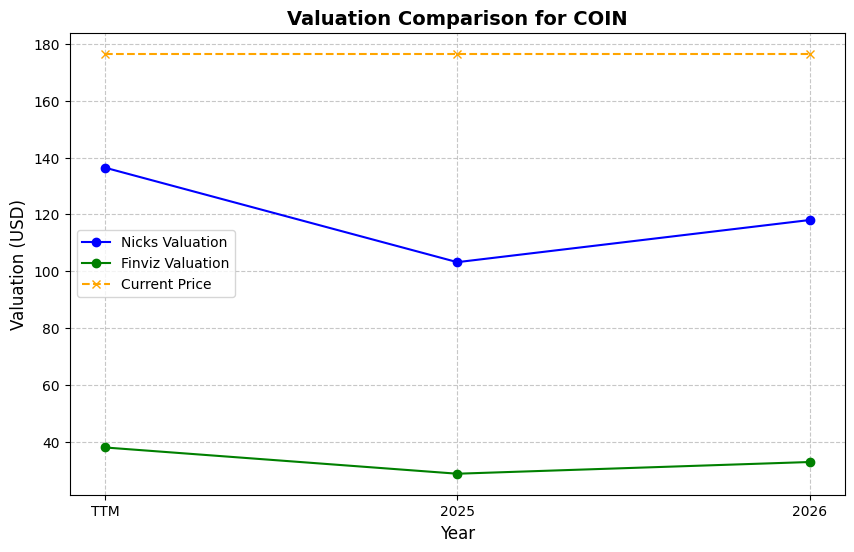 Valuation Comparison for COIN
Valuation (USD)
180
160
140
120
100
80
60
40
Nicks Valuation
Finviz Valuation
Current Price
TTM 2025 2026
Year